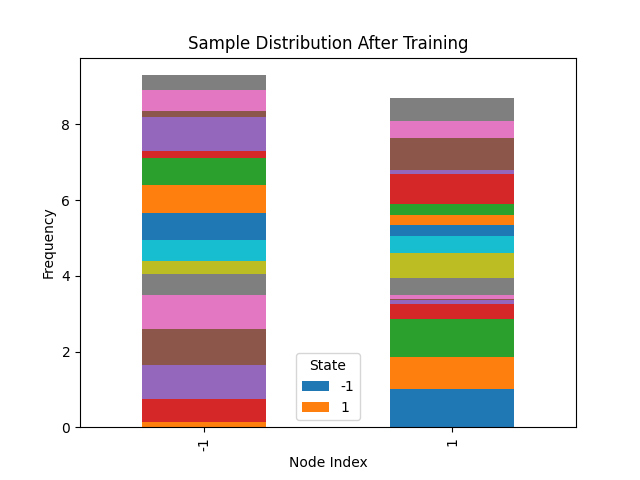 Sample Distribution After Training
Frequency
8
6
4
2
0
State
-1
1
-1
1
Node Index